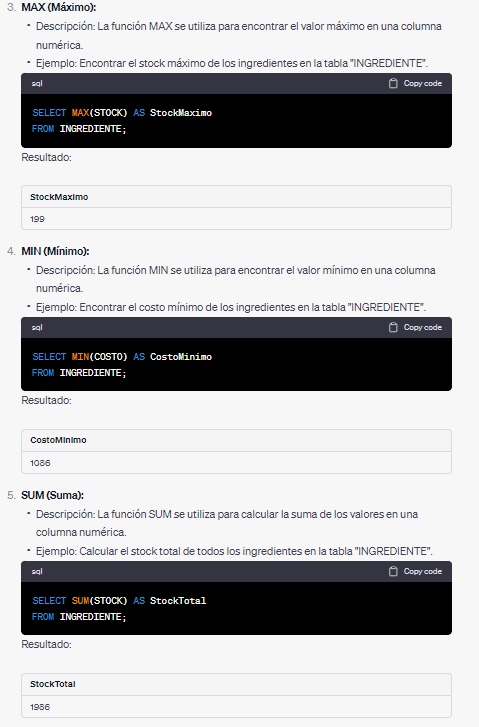 3. MAX (Máximo):
• Descripción: La función MAX se utiliza para encontrar el valor máximo en una columna
numérica.
• Ejemplo: Encontrar el stock máximo de los ingredientes en la tabla "INGREDIENTE".
sql Copy code
SELECT MAX(STOCK) AS StockMaximo
FROM INGREDIENTE;
Resultado:
StockMaximo
199
4. MIN (Mínimo):
• Descripción: La función MIN se utiliza para encontrar el valor mínimo en una columna
numérica.
• Ejemplo: Encontrar el costo mínimo de los ingredientes en la tabla "INGREDIENTE".
sql Copy code
SELECT MIN(COSTO) AS CostoMinimo
FROM INGREDIENTE;
Resultado:
CostoMinimo
1086
5. SUM (Suma):
• Descripción: La función SUM se utiliza para calcular la suma de los valores en una
columna numérica.
• Ejemplo: Calcular el stock total de todos los ingredientes en la tabla "INGREDIENTE".
sql Copy code
SELECT SUM(STOCK) AS StockTotal
FROM INGREDIENTE;
Resultado:
StockTotal
1986